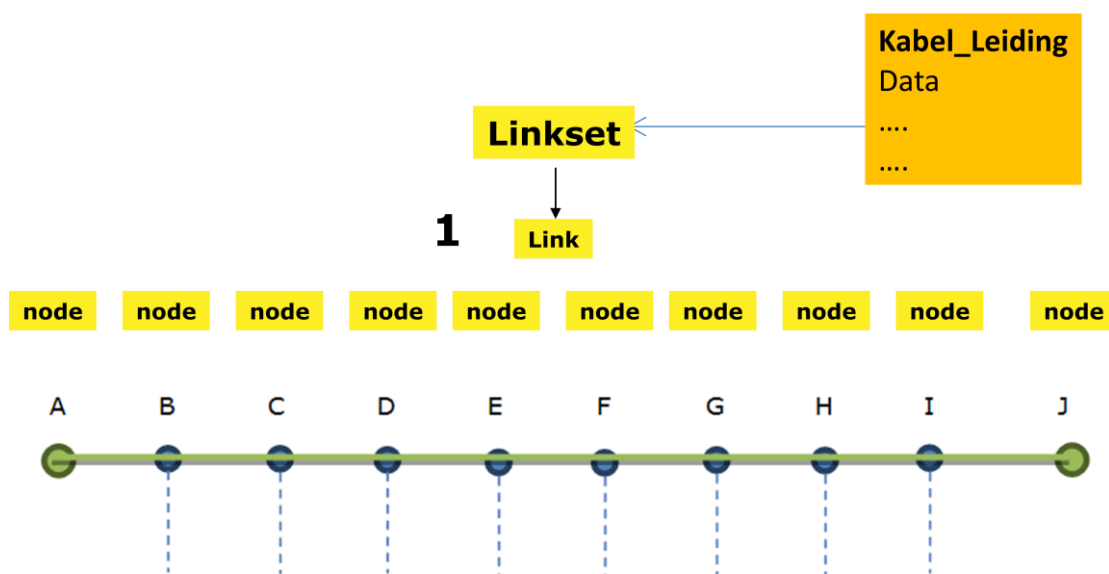 Kabel_Leiding
Data
....
....
Linkset
1
Link
node node node node node node node node node node
A B C D E F G H I J